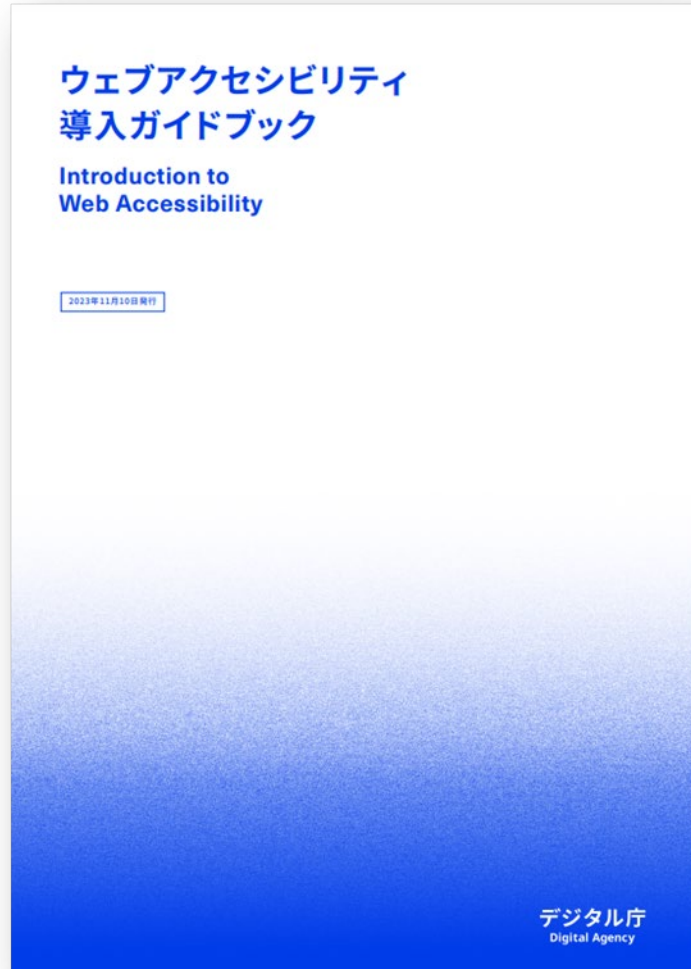 ウェブアクセシビリティ
導入ガイドブック
Introduction to
Web Accessibility
2023年11月10日発行
デジタル庁
Digital Agency